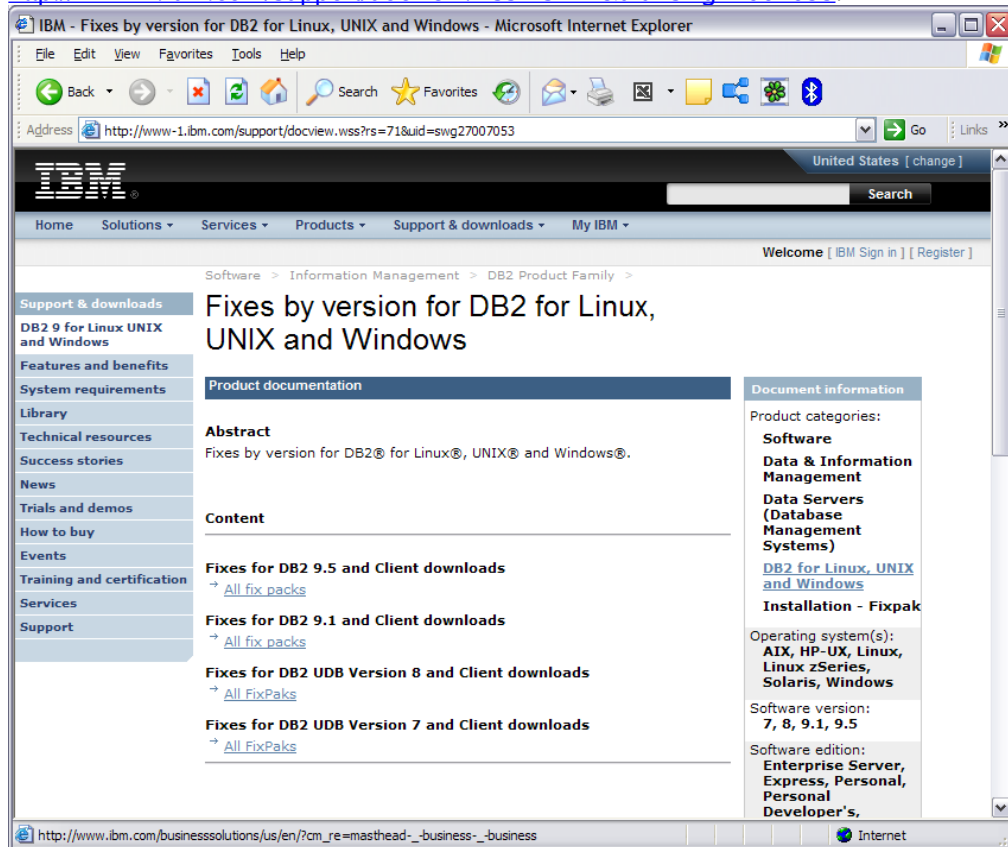 IBM - Fixes by version for DB2 for Linux, UNIX and Windows - Microsoft Internet Explorer
File Edit View Favorites Tools Help
Back Search Favorites
Address http://www-1.ibm.com/support/docview.wss?rs=71&uid=swg27007053 Go Links »
United States [ change ]
IBM®
Search
Home Solutions Services Products Support & downloads My IBM
Welcome [ IBM Sign in ] [ Register ]
Software > Information Management > DB2 Product Family >
Fixes by version for DB2 for Linux,
UNIX and Windows
Support & downloads
DB2 9 for Linux UNIX
and Windows
Features and benefits
System requirements
Library
Technical resources
Success stories
News
Trials and demos
How to buy
Events
Training and certification
Services
Support
Product documentation
Abstract
Fixes by version for DB2® for Linux®, UNIX® and Windows®.
Content
Fixes for DB2 9.5 and Client downloads
All fix packs
Fixes for DB2 9.1 and Client downloads
All fix packs
Fixes for DB2 UDB Version 8 and Client downloads
All FixPaks
Fixes for DB2 UDB Version 7 and Client downloads
All FixPaks
Document information
Product categories:
Software
Data & Information
Management
Data Servers
(Database
Management
Systems)
DB2 for Linux, UNIX
and Windows
Installation - Fixpak
Operating system(s):
AIX, HP-UX, Linux,
Linux zSeries,
Solaris, Windows
Software version:
7, 8, 9.1, 9.5
Software edition:
Enterprise Server,
Express, Personal,
Personal
Developer's,
http://www.ibm.com/businesssolutions/us/en/?cm_re=masthead-_-business-_-business Internet